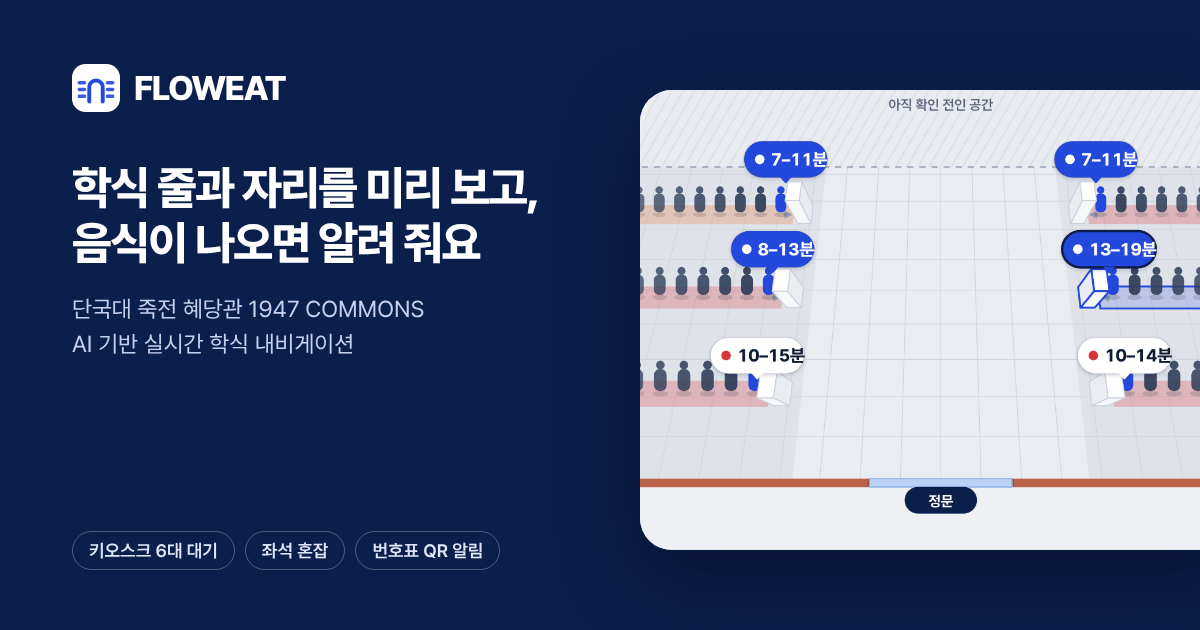 FLOWEAT
학식 줄과 자리를 미리 보고,
음식이 나오면 알려 줘요
단국대 죽전 혜당관 1947 COMMONS
AI 기반 실시간 학식 내비게이션
키오스크 6대 대기
좌석 혼잡
번호표 QR 알림
아직 확인 전인 공간
7–11분
7–11분
8–13분
13–19분
10–15분
10–14분
정문